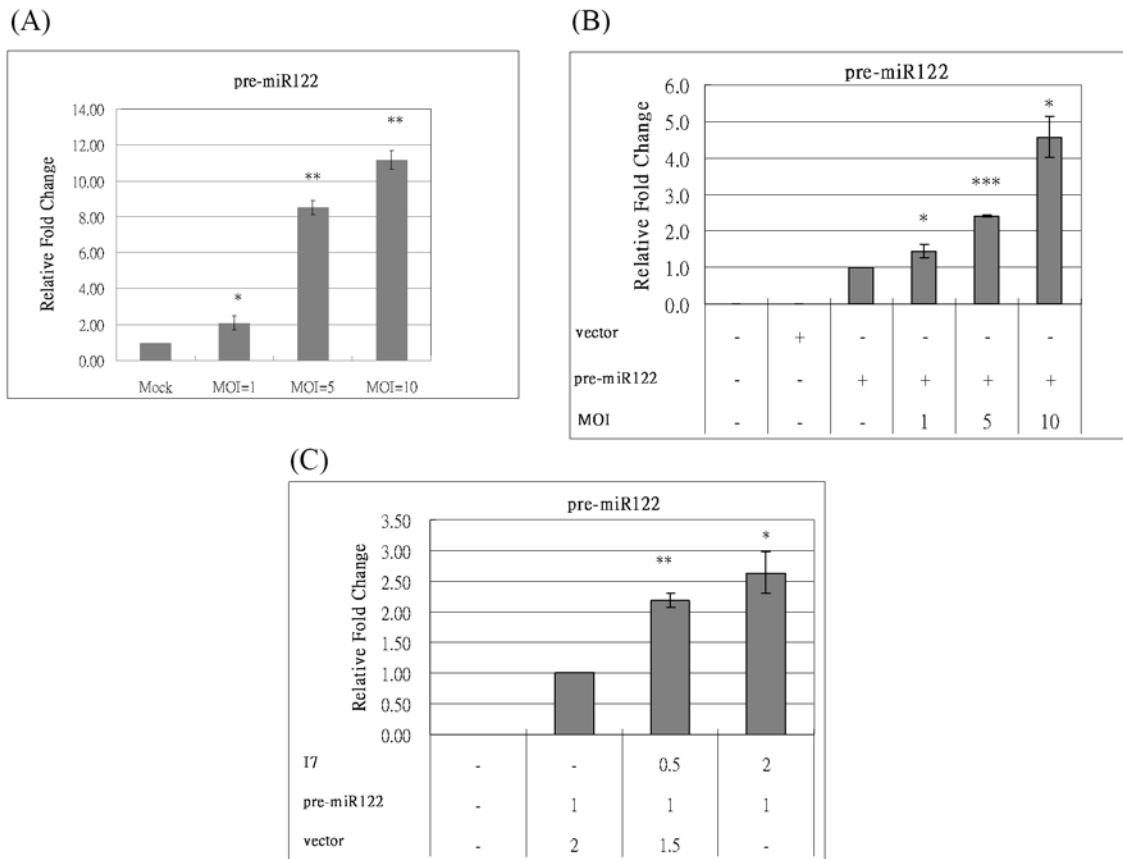 (A)
pre-miR122
Relative Fold Change
14.00
12.00
10.00
8.00
6.00
4.00
2.00
0.00
*
**
**
Mock MOI=1 MOI=5 MOI=10
(B)
pre-miR122
Relative Fold Change
6.0
5.0
4.0
3.0
2.0
1.0
0.0
*
***
*
vector - + - - - -
pre-miR122 - - + + + +
MOI - - - 1 5 10
(C)
pre-miR122
Relative Fold Change
3.50
3.00
2.50
2.00
1.50
1.00
0.50
0.00
**
*
I7 - - 0.5 2
pre-miR122 - 1 1 1
vector - 2 1.5 -